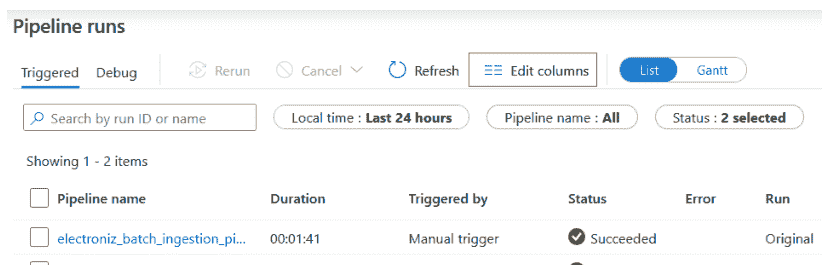 Pipeline runs
Triggered Debug Rerun Cancel Refresh Edit columns List Gantt
Search by run ID or name Local time : Last 24 hours Pipeline name : All Status : 2 selected
Showing 1 - 2 items
Pipeline name Duration Triggered by Status Error Run
electroniz_batch_ingestion_pi... 00:01:41 Manual trigger Succeeded Original